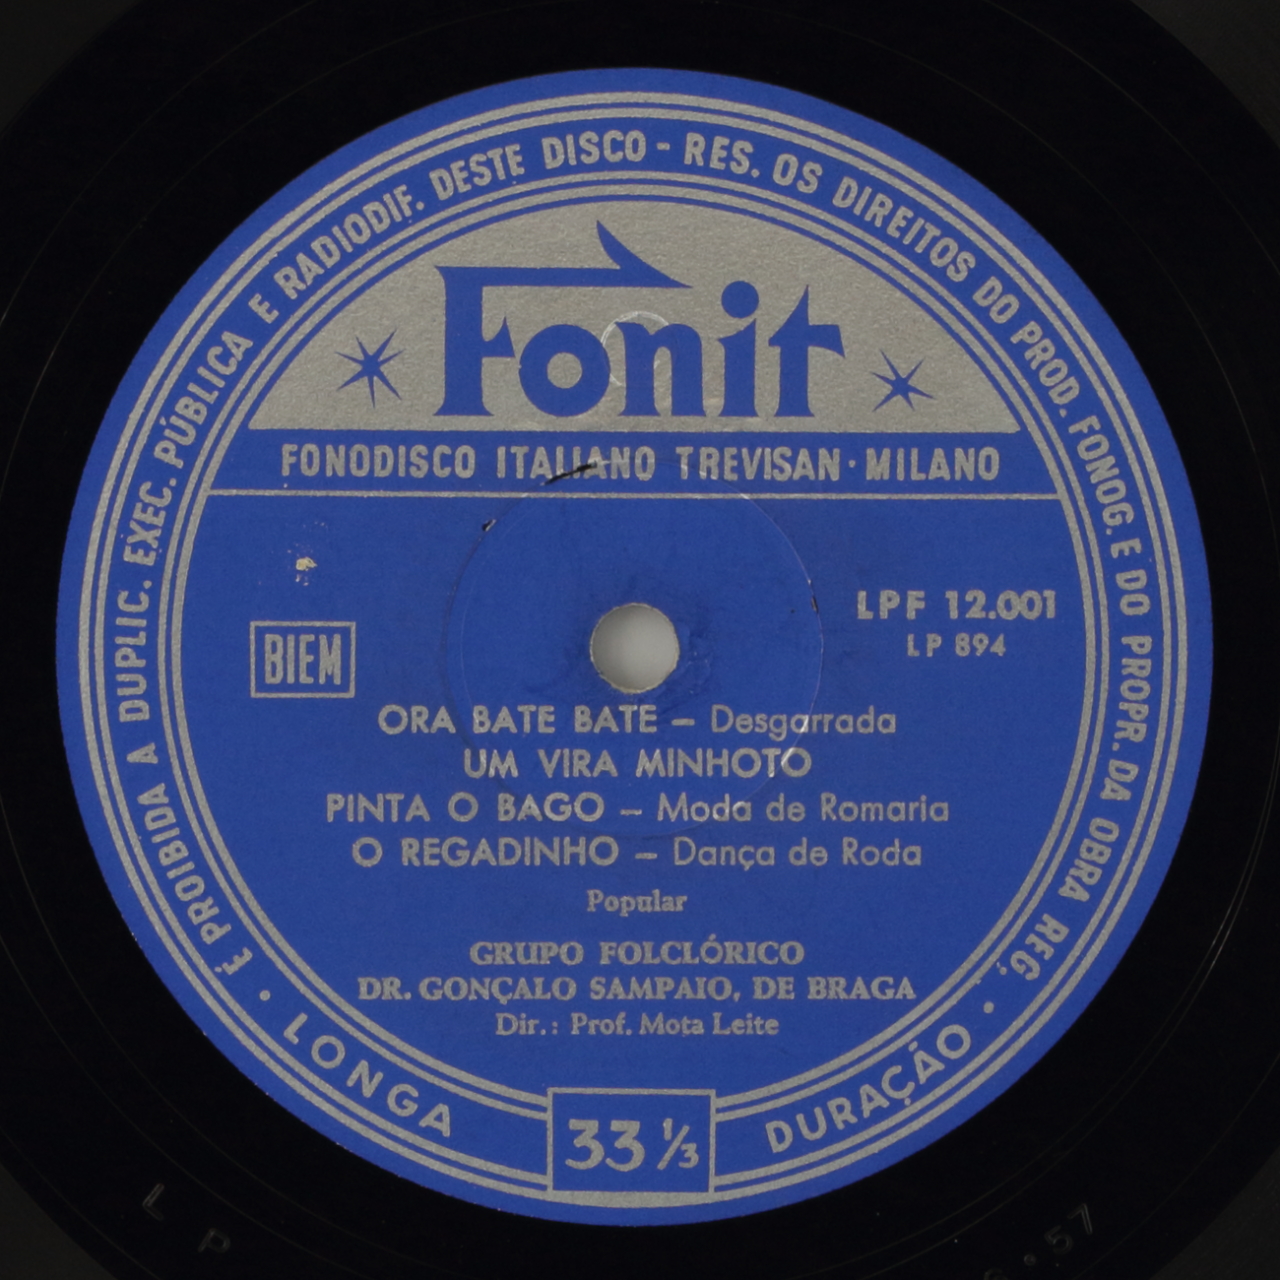 É PROIBIDA A DUPLIC. EXEC. PÚBLICA E RADIODIF. DESTE DISCO - RES. OS DIREITOS DO PROD. FONOG. E DO PROPR. DA OBRA REG.
Fonit
FONODISCO ITALIANO TREVISAN · MILANO
LPF 12.001
LP 894
BIEM
ORA BATE BATE – Desgarrada
UM VIRA MINHOTO
PINTA O BAGO – Moda de Romaria
O REGADINHO – Dança de Roda
Popular
GRUPO FOLCLÓRICO
DR. GONÇALO SAMPAIO, DE BRAGA
Dir.: Prof. Mota Leite
· LONGA DURAÇÃO ·
33 ⅓
LP